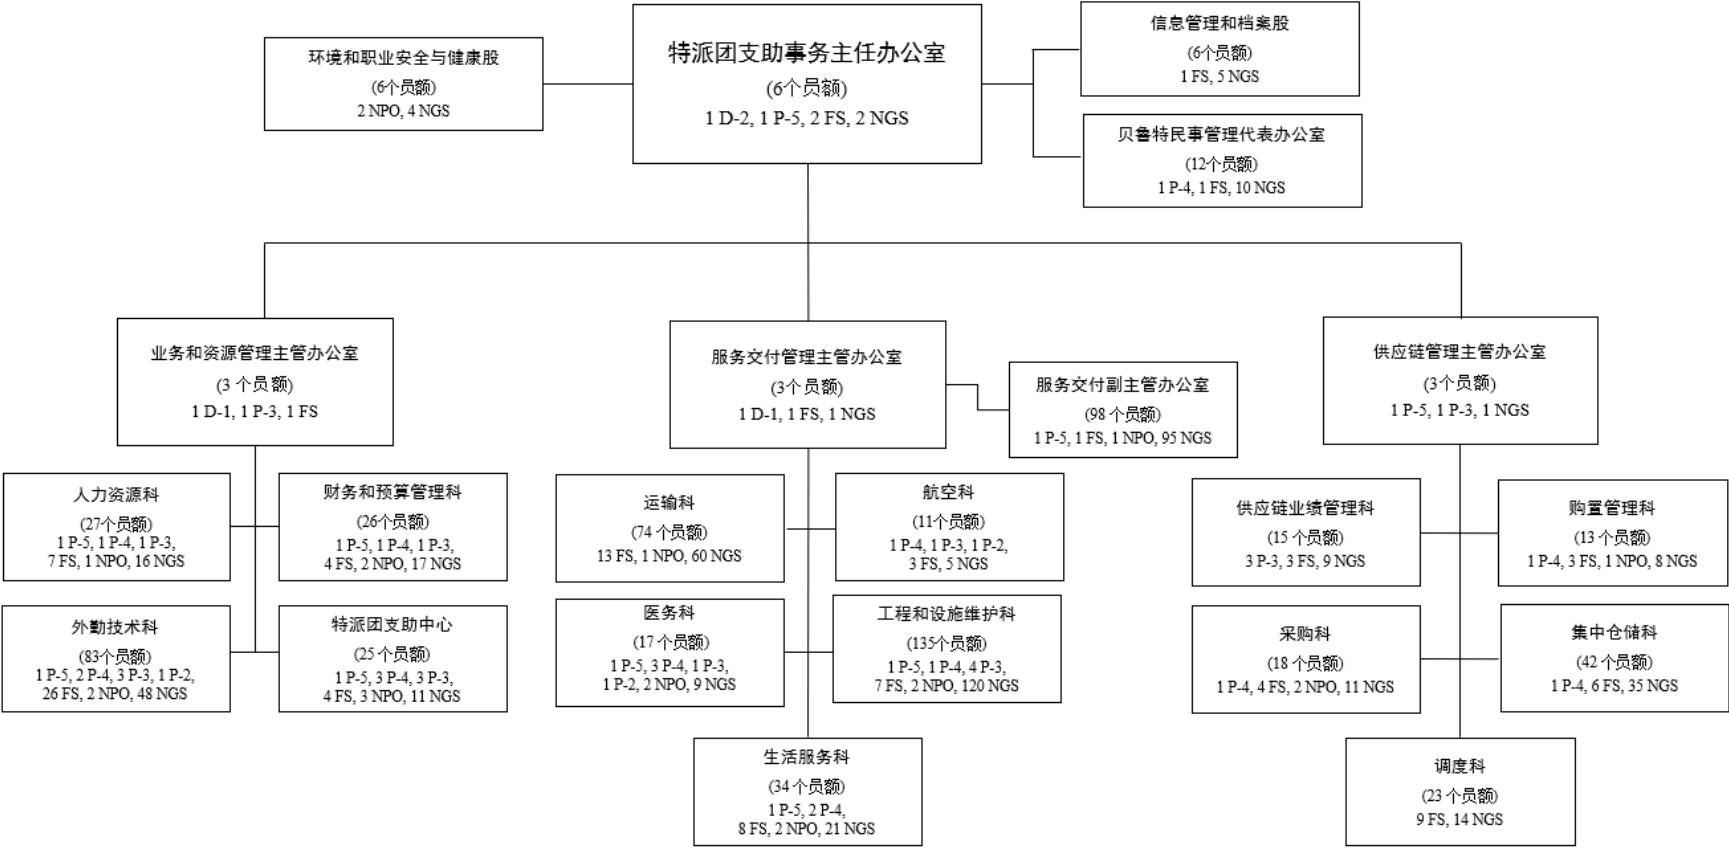 特派团支助事务主任办公室
(6个员额)
1 D-2, 1 P-5, 2 FS, 2 NGS
环境和职业安全与健康股
(6个员额)
2 NPO, 4 NGS
信息管理和档案股
(6个员额)
1 FS, 5 NGS
贝鲁特民事管理代表办公室
(12个员额)
1 P-4, 1 FS, 10 NGS
业务和资源管理主管办公室
(3 个员额)
1 D-1, 1 P-3, 1 FS
人力资源科
(27个员额)
1 P-5, 1 P-4, 1 P-3,
7 FS, 1 NPO, 16 NGS
财务和预算管理科
(26个员额)
1 P-5, 1 P-4, 1 P-3,
4 FS, 2 NPO, 17 NGS
外勤技术科
(83个员额)
1 P-5, 2 P-4, 3 P-3, 1 P-2,
26 FS, 2 NPO, 48 NGS
特派团支助中心
(25 个员额)
1 P-5, 3 P-4, 3 P-3,
4 FS, 3 NPO, 11 NGS
服务交付管理主管办公室
(3个员额)
1 D-1, 1 FS, 1 NGS
服务交付副主管办公室
(98 个员额)
1 P-5, 1 FS, 1 NPO, 95 NGS
运输科
(74 个员额)
13 FS, 1 NPO, 60 NGS
航空科
(11个员额)
1 P-4, 1 P-3, 1 P-2,
3 FS, 5 NGS
医务科
(17 个员额)
1 P-5, 3 P-4, 1 P-3,
1 P-2, 2 NPO, 9 NGS
工程和设施维护科
(135个员额)
1 P-5, 1 P-4, 4 P-3,
7 FS, 2 NPO, 120 NGS
生活服务科
(34 个员额)
1 P-5, 2 P-4,
8 FS, 2 NPO, 21 NGS
供应链管理主管办公室
(3个员额)
1 P-5, 1 P-3, 1 NGS
供应链业绩管理科
(15 个员额)
3 P-3, 3 FS, 9 NGS
购置管理科
(13 个员额)
1 P-4, 3 FS, 1 NPO, 8 NGS
采购科
(18 个员额)
1 P-4, 4 FS, 2 NPO, 11 NGS
集中仓储科
(42 个员额)
1 P-4, 6 FS, 35 NGS
调度科
(23 个员额)
9 FS, 14 NGS